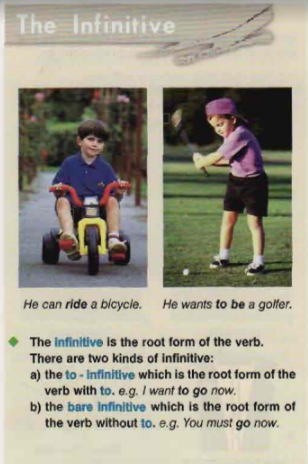 The Infinitive
He can ride a bicycle.
He wants to be a golfer.
The infinitive is the root form of the verb.
There are two kinds of infinitive:
a) the to - infinitive which is the root form of the
verb with to. e.g. I want to go now.
b) the bare infinitive which is the root form of
the verb without to. e.g. You must go now.